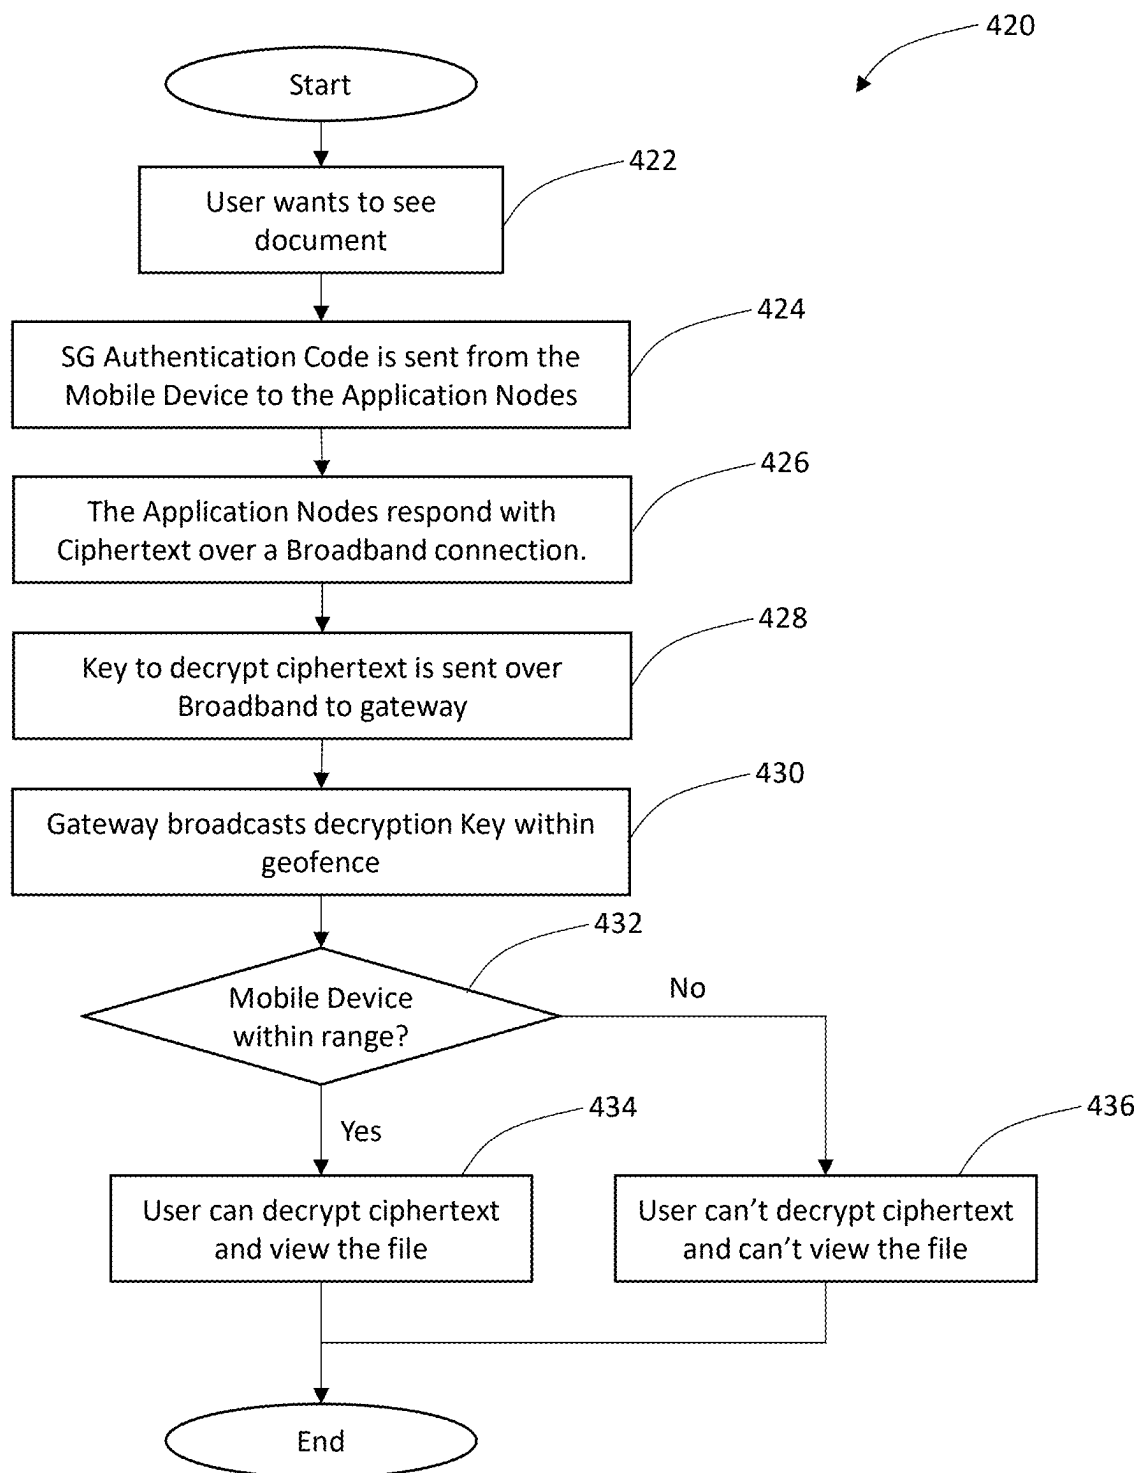 420
Start
422
User wants to see
document
424
SG Authentication Code is sent from the
Mobile Device to the Application Nodes
426
The Application Nodes respond with
Ciphertext over a Broadband connection.
428
Key to decrypt ciphertext is sent over
Broadband to gateway
430
Gateway broadcasts decryption Key within
geofence
432
Mobile Device
within range?
No
Yes
434
436
User can decrypt ciphertext
and view the file
User can't decrypt ciphertext
and can't view the file
End